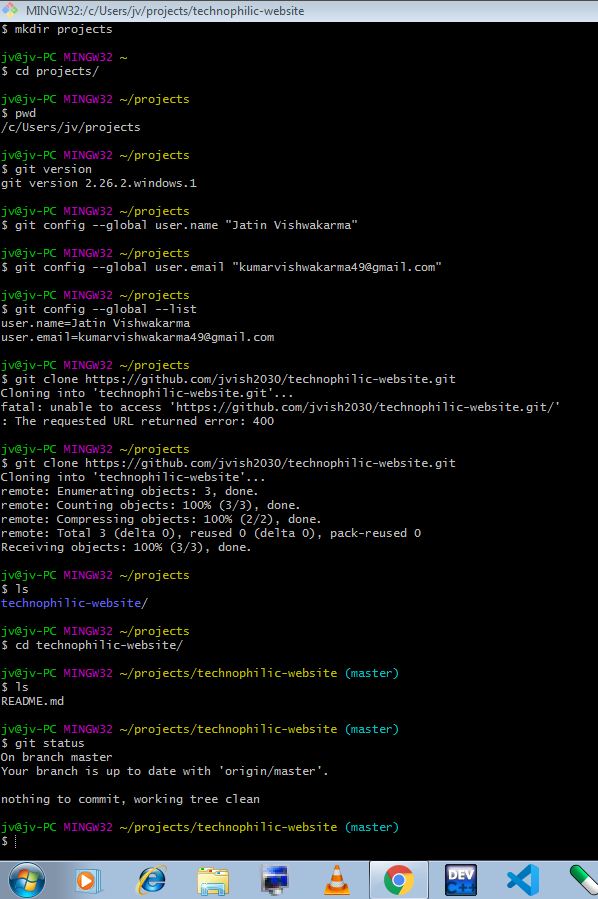 MINGW32:/c/Users/jv/projects/technophilic-website
$ mkdir projects
jv@jv-PC MINGW32 ~
$ cd projects/
jv@jv-PC MINGW32 ~/projects
$ pwd
/c/Users/jv/projects
jv@jv-PC MINGW32 ~/projects
$ git version
git version 2.26.2.windows.1
jv@jv-PC MINGW32 ~/projects
$ git config --global user.name "Jatin Vishwakarma"
jv@jv-PC MINGW32 ~/projects
$ git config --global user.email "kumarvishwakarma49@gmail.com"
jv@jv-PC MINGW32 ~/projects
$ git config --global --list
user.name=Jatin Vishwakarma
user.email=kumarvishwakarma49@gmail.com
jv@jv-PC MINGW32 ~/projects
$ git clone https://github.com/jvish2030/technophilic-website.git
Cloning into 'technophilic-website.git'...
fatal: unable to access 'https://github.com/jvish2030/technophilic-website.git/'
: The requested URL returned error: 400
jv@jv-PC MINGW32 ~/projects
$ git clone https://github.com/jvish2030/technophilic-website.git
Cloning into 'technophilic-website'...
remote: Enumerating objects: 3, done.
remote: Counting objects: 100% (3/3), done.
remote: Compressing objects: 100% (2/2), done.
remote: Total 3 (delta 0), reused 0 (delta 0), pack-reused 0
Receiving objects: 100% (3/3), done.
jv@jv-PC MINGW32 ~/projects
$ ls
technophilic-website/
jv@jv-PC MINGW32 ~/projects
$ cd technophilic-website/
jv@jv-PC MINGW32 ~/projects/technophilic-website (master)
$ ls
README.md
jv@jv-PC MINGW32 ~/projects/technophilic-website (master)
$ git status
On branch master
Your branch is up to date with 'origin/master'.
nothing to commit, working tree clean
jv@jv-PC MINGW32 ~/projects/technophilic-website (master)
$
DEV
C++